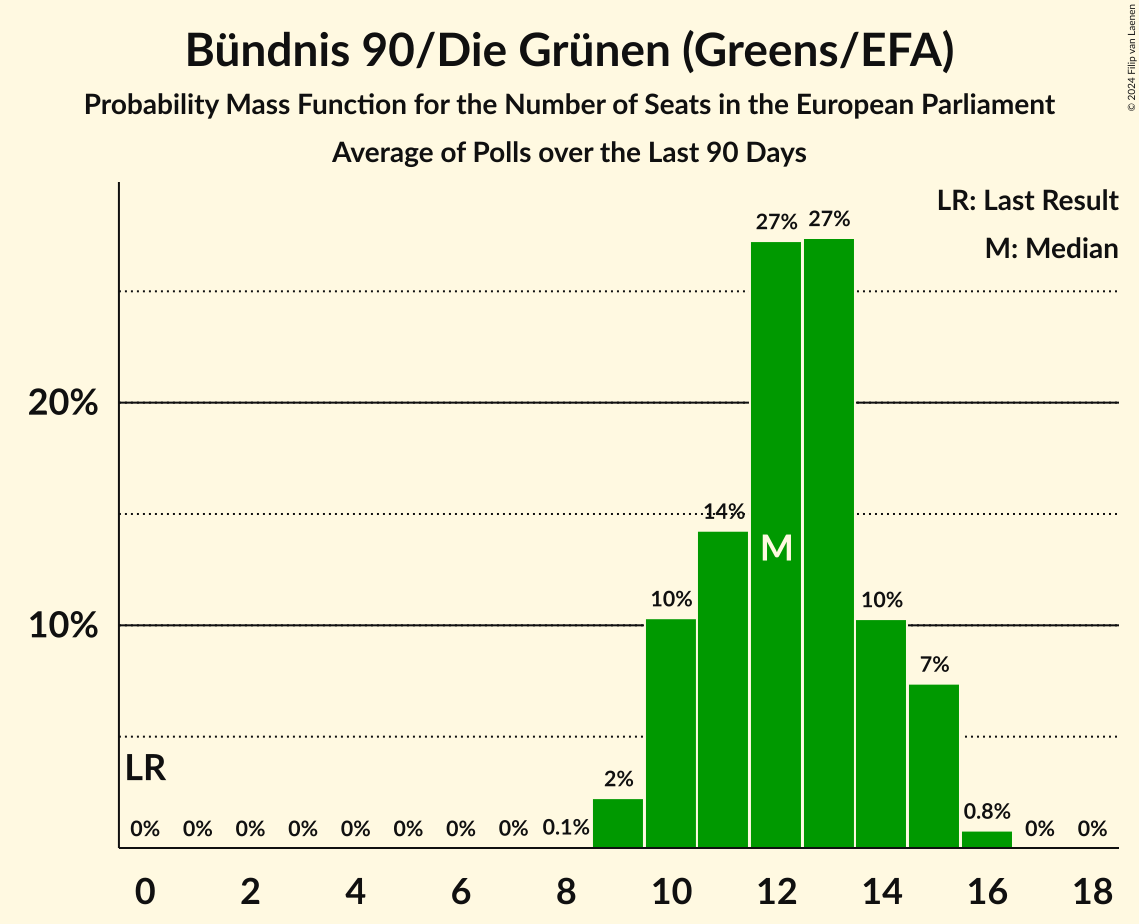 Bündnis 90/Die Grünen (Greens/EFA)
Probability Mass Function for the Number of Seats in the European Parliament
Average of Polls over the Last 90 Days
© 2024 Filip van Laenen
LR: Last Result
M: Median
27% 27%
20%
14%
M
10% 10%
10%
7%
LR
2%
0.8%
0% 0% 0% 0% 0% 0% 0% 0% 0.1% 0% 0%
0 2 4 6 8 10 12 14 16 18